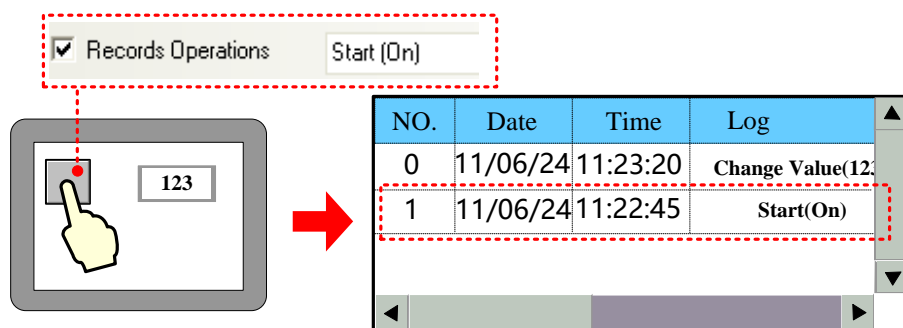 Records Operations Start (On)
NO. Date Time Log
0 11/06/24 11:23:20 Change Value(123
1 11/06/24 11:22:45 Start(On)
123